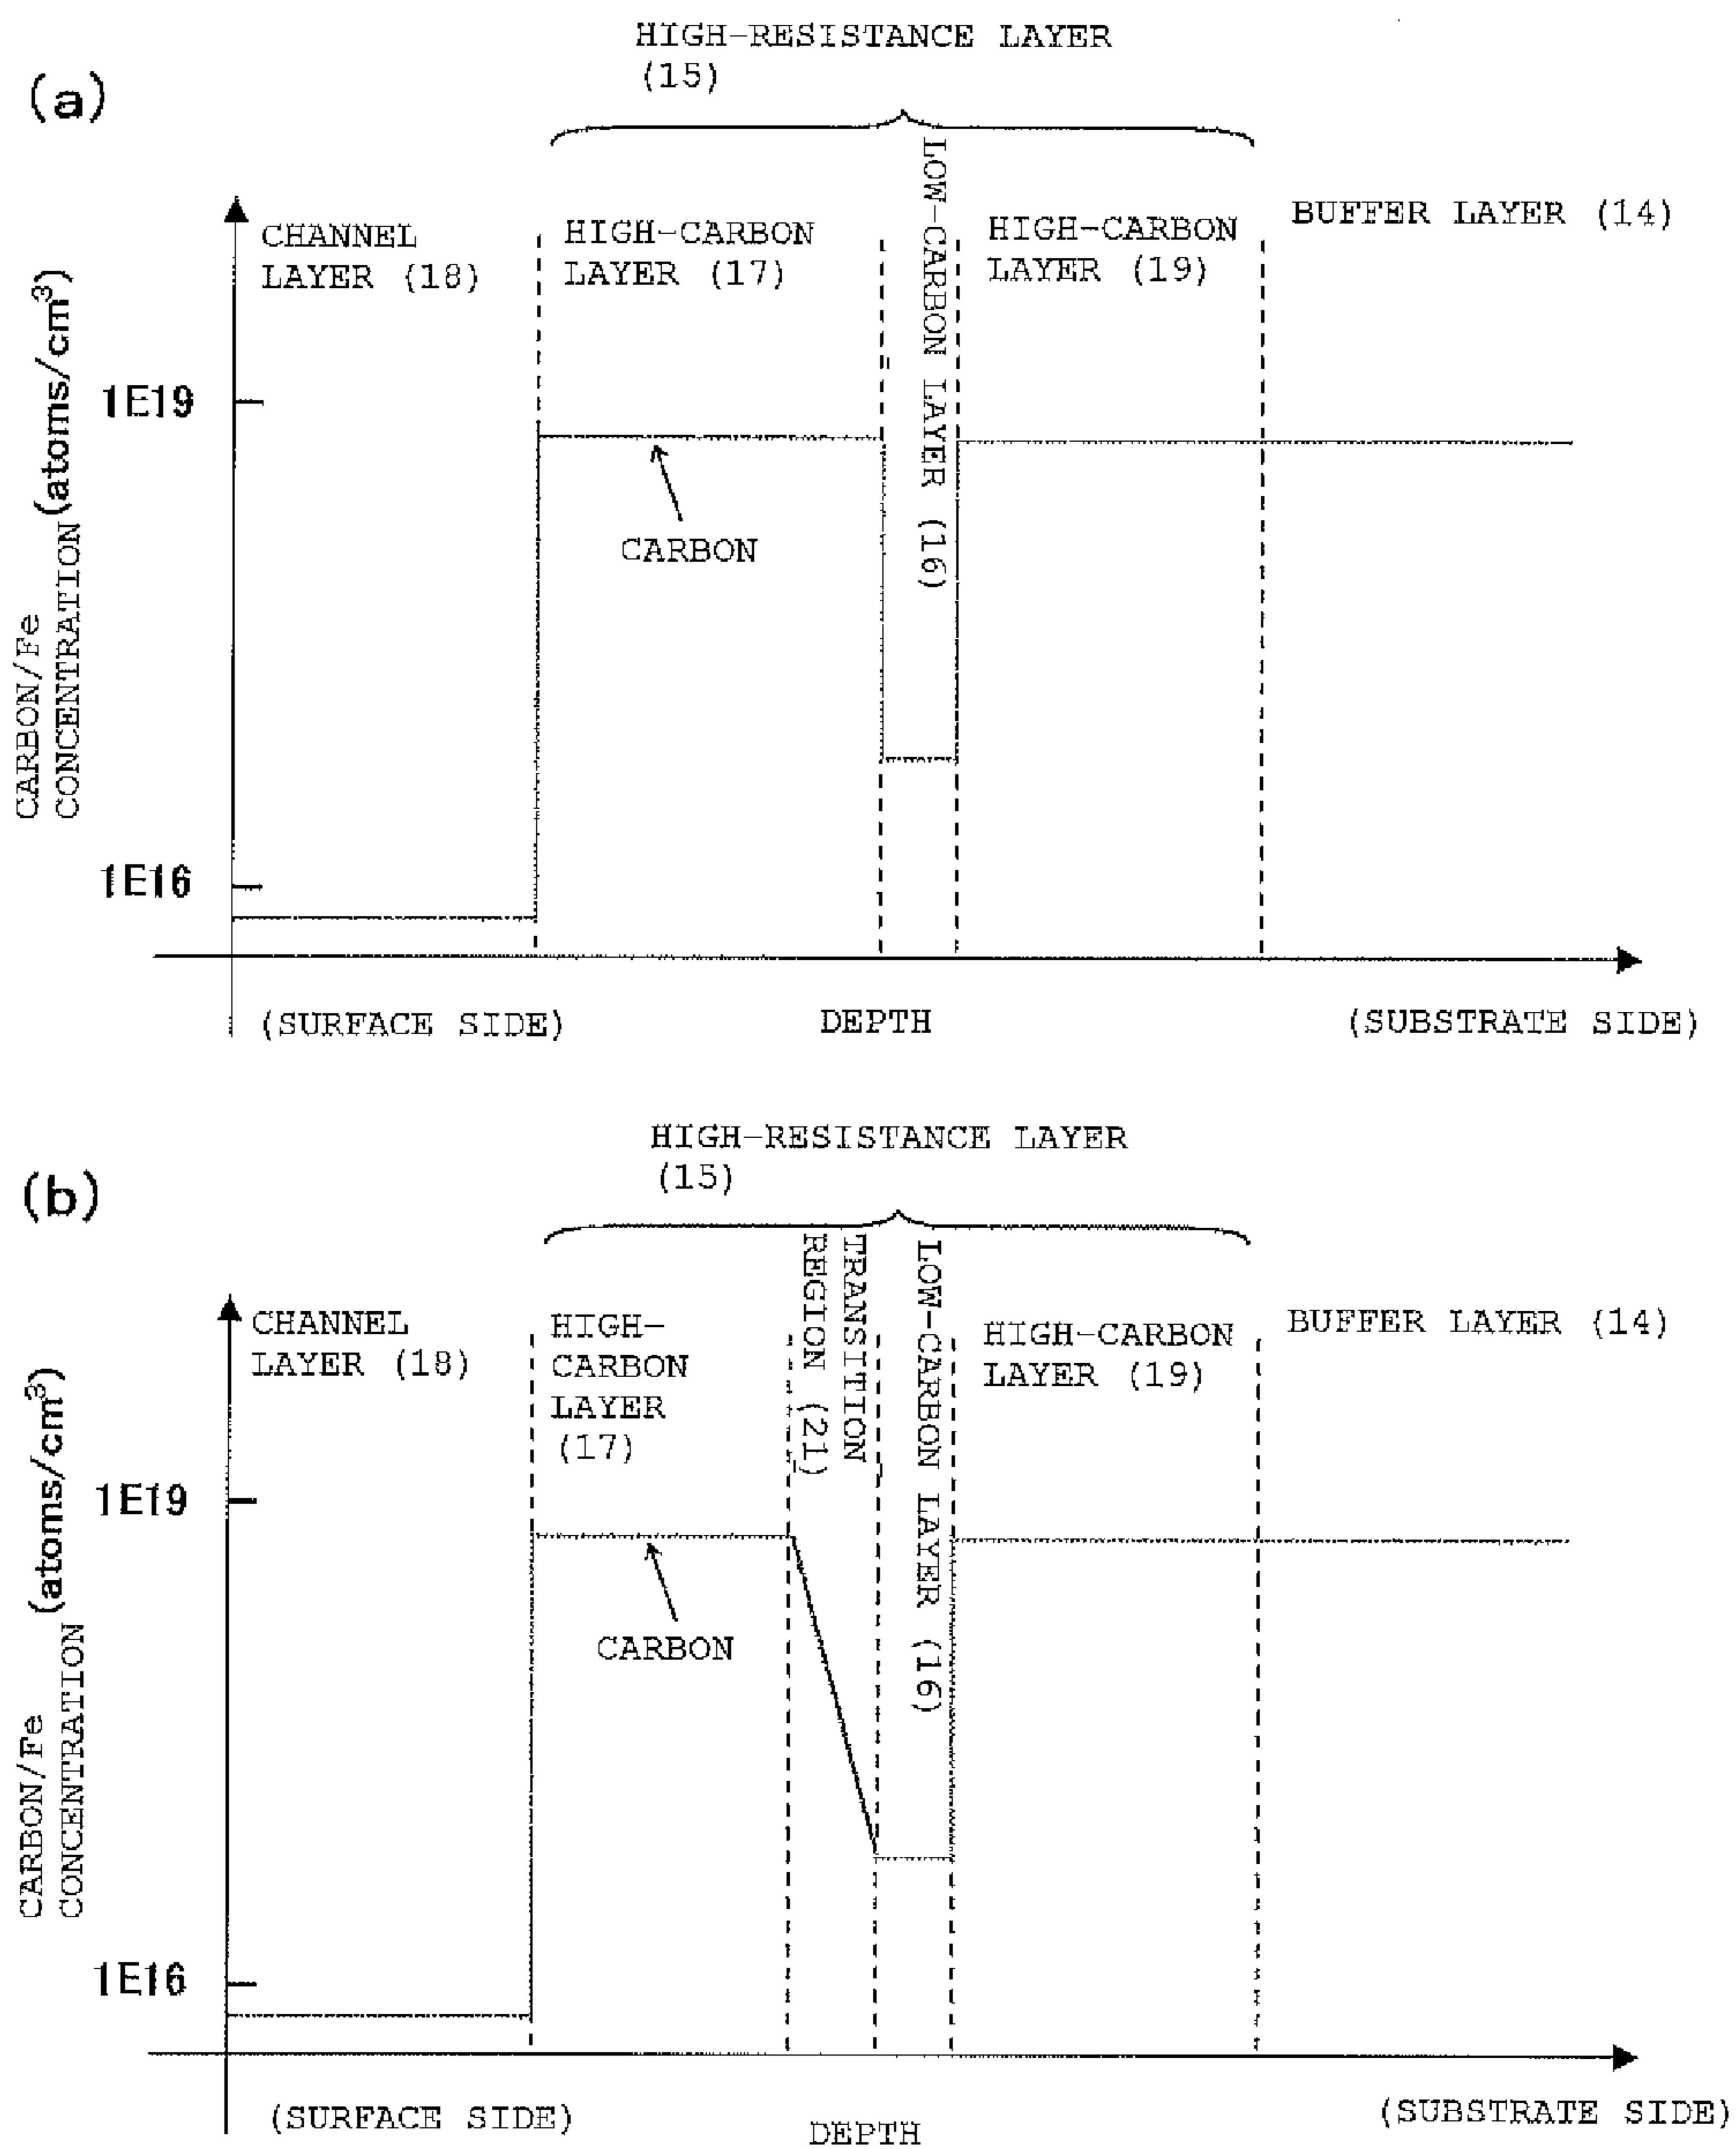 (a)
HIGH-RESISTANCE LAYER
(15)
CHANNEL
LAYER (18)
HIGH-CARBON
LAYER (17)
LOW-CARBON LAYER (16)
HIGH-CARBON
LAYER (19)
BUFFER LAYER (14)
CARBON/Fe
CONCENTRATION (atoms/cm³)
1E19
CARBON
1E16
(SURFACE SIDE)
DEPTH
(SUBSTRATE SIDE)
(b)
HIGH-RESISTANCE LAYER
(15)
CHANNEL
LAYER (18)
HIGH-
CARBON
LAYER
(17)
TRANSITION
REGION (21)
LOW-CARBON LAYER (16)
HIGH-CARBON
LAYER (19)
BUFFER LAYER (14)
CARBON/Fe
CONCENTRATION (atoms/cm³)
1E19
CARBON
1E16
(SURFACE SIDE)
DEPTH
(SUBSTRATE SIDE)